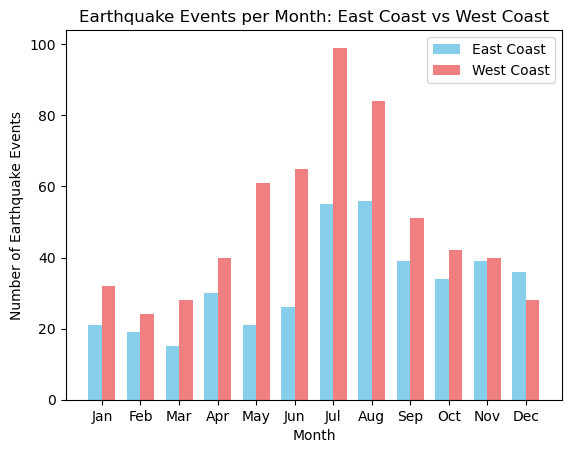 Earthquake Events per Month: East Coast vs West Coast
East Coast
West Coast
Number of Earthquake Events
100
80
60
40
20
0
Jan Feb Mar Apr May Jun Jul Aug Sep Oct Nov Dec
Month